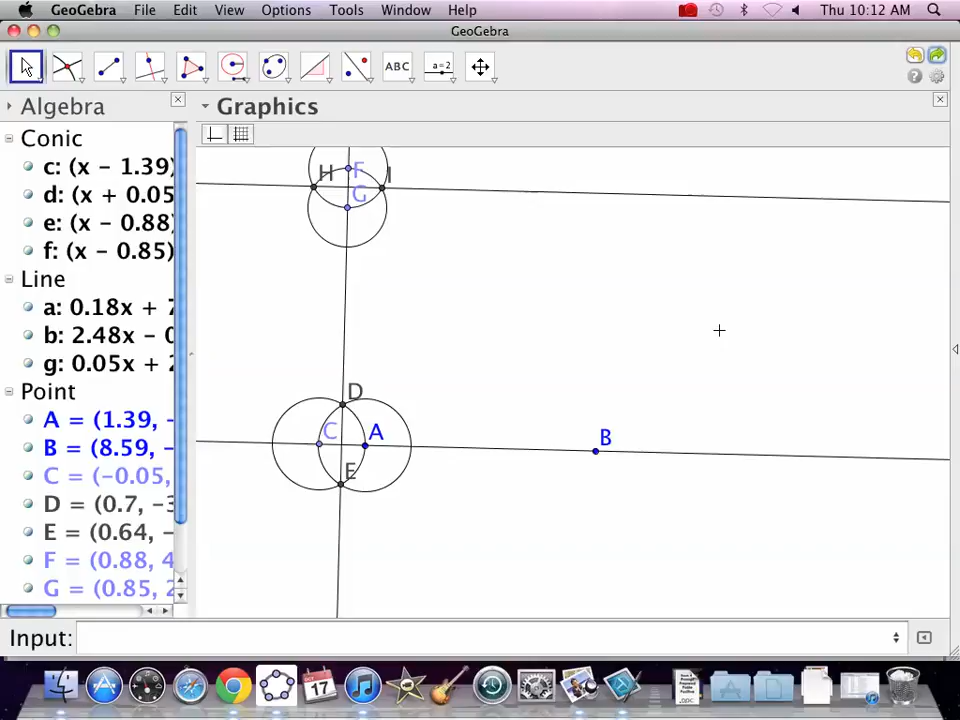 GeoGebra File Edit View Options Tools Window Help Thu 10:12 AM
GeoGebra
ABC a=2
Algebra
Graphics
Conic
c: (x − 1.39)
d: (x + 0.05
e: (x − 0.88)
f: (x − 0.85)
Line
a: 0.18x + 7
b: 2.48x − 0
g: 0.05x + 2
Point
A = (1.39, -
B = (8.59, -
C = (-0.05,
D = (0.7, -3
E = (0.64, -
F = (0.88, 4
G = (0.85, 2
H F I
G
D
C A B
E
Input:
17